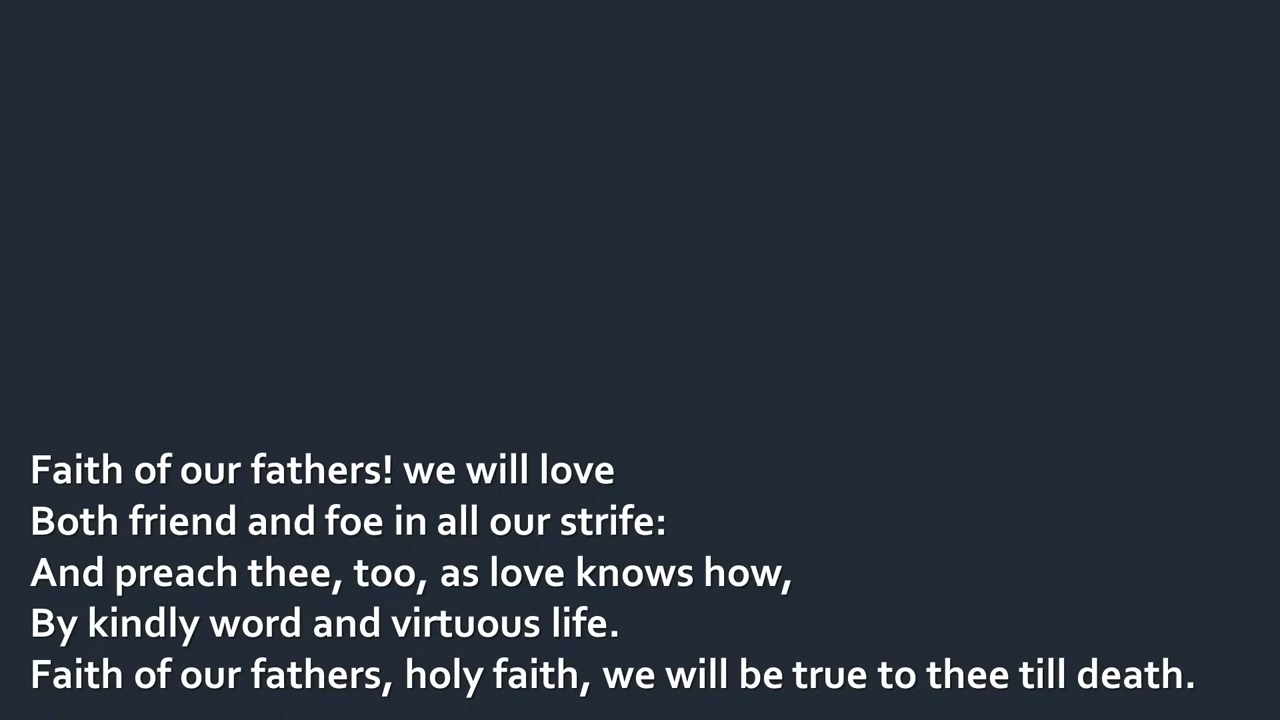 Faith of our fathers! we will love
Both friend and foe in all our strife:
And preach thee, too, as love knows how,
By kindly word and virtuous life.
Faith of our fathers, holy faith, we will be true to thee till death.